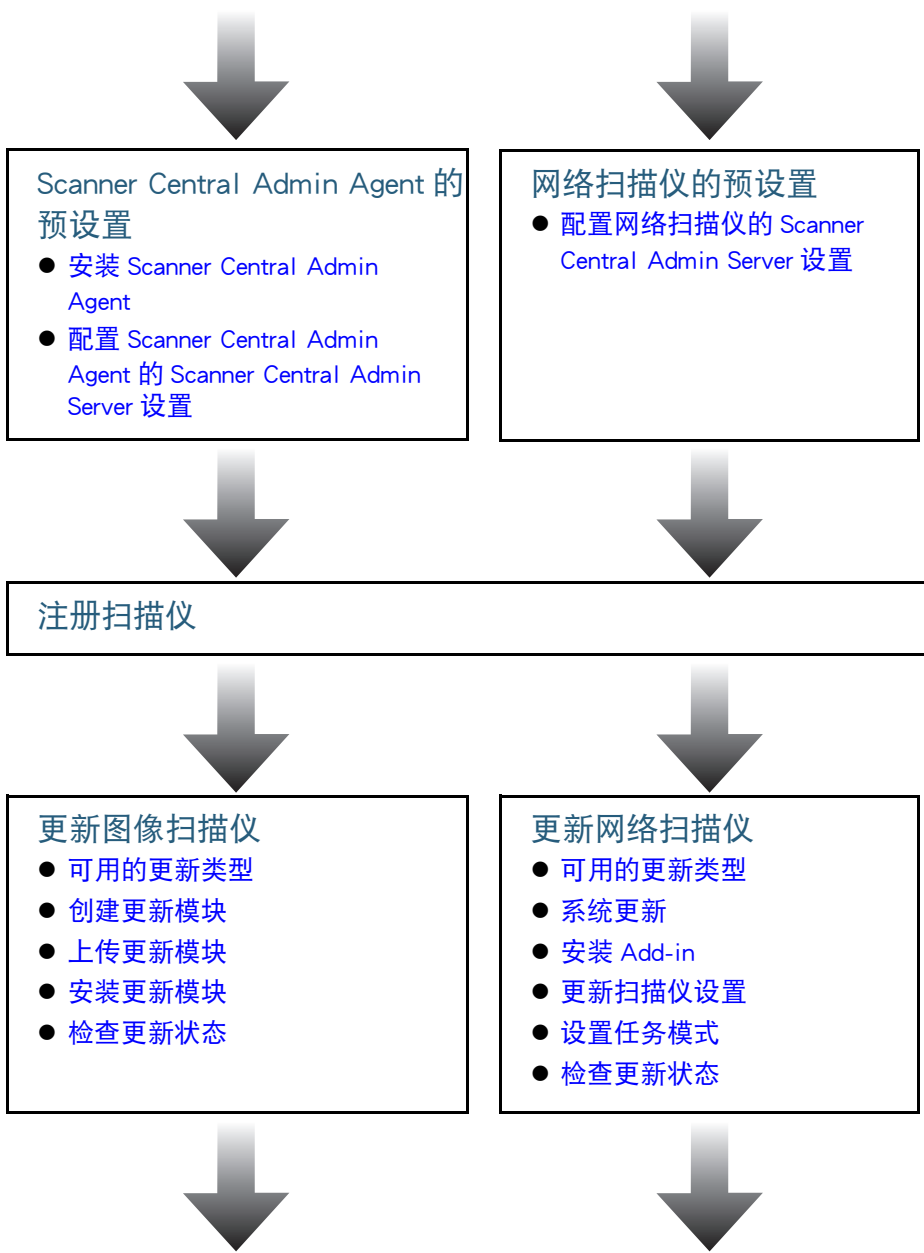 Scanner Central Admin Agent 的
预设置
● 安装 Scanner Central Admin
Agent
● 配置 Scanner Central Admin
Agent 的 Scanner Central Admin
Server 设置
网络扫描仪的预设置
● 配置网络扫描仪的 Scanner
Central Admin Server 设置
注册扫描仪
更新图像扫描仪
● 可用的更新类型
● 创建更新模块
● 上传更新模块
● 安装更新模块
● 检查更新状态
更新网络扫描仪
● 可用的更新类型
● 系统更新
● 安装 Add-in
● 更新扫描仪设置
● 设置任务模式
● 检查更新状态